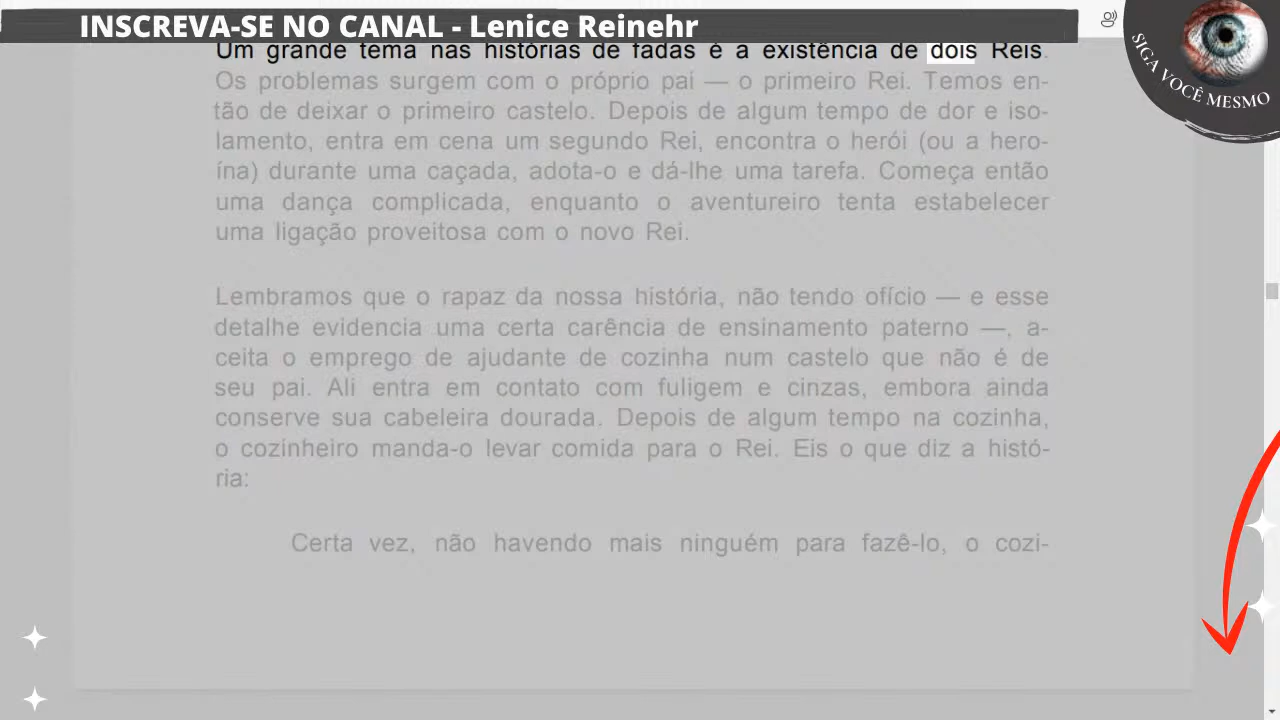 INSCREVA-SE NO CANAL - Lenice Reinehr
SIGA VOCÊ MESMO
Um grande tema nas histórias de fadas é a existência de dois Reis.
Os problemas surgem com o próprio pai — o primeiro Rei. Temos en-
tão de deixar o primeiro castelo. Depois de algum tempo de dor e iso-
lamento, entra em cena um segundo Rei, encontra o herói (ou a hero-
ína) durante uma caçada, adota-o e dá-lhe uma tarefa. Começa então
uma dança complicada, enquanto o aventureiro tenta estabelecer
uma ligação proveitosa com o novo Rei.
Lembramos que o rapaz da nossa história, não tendo ofício — e esse
detalhe evidencia uma certa carência de ensinamento paterno —, a-
ceita o emprego de ajudante de cozinha num castelo que não é de
seu pai. Ali entra em contato com fuligem e cinzas, embora ainda
conserve sua cabeleira dourada. Depois de algum tempo na cozinha,
o cozinheiro manda-o levar comida para o Rei. Eis o que diz a histó-
ria:
Certa vez, não havendo mais ninguém para fazê-lo, o cozi-